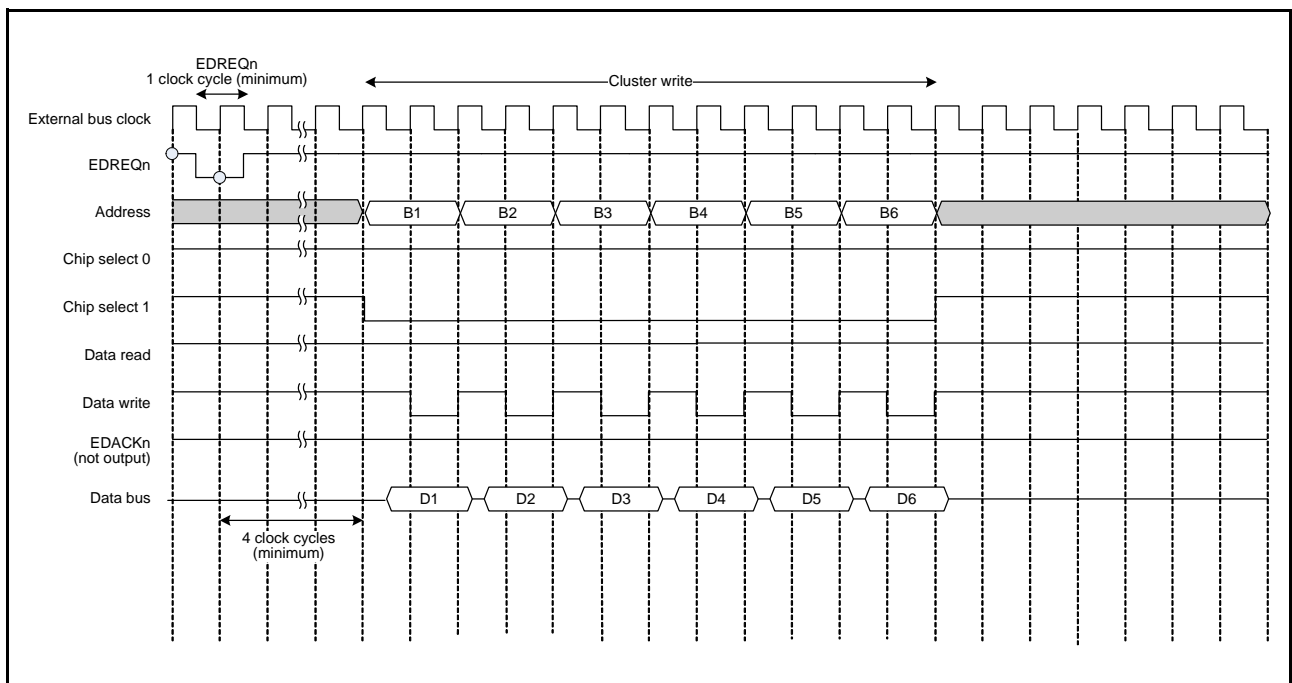 EDREQn
1 clock cycle (minimum)
Cluster write
External bus clock
EDREQn
Address
B1 B2 B3 B4 B5 B6
Chip select 0
Chip select 1
Data read
Data write
EDACKn
(not output)
Data bus
D1 D2 D3 D4 D5 D6
4 clock cycles
(minimum)